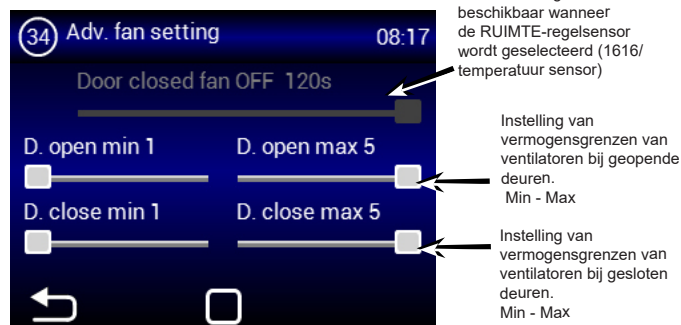 34 Adv. fan setting 08:17
Door closed fan OFF 120s
D. open min 1 D. open max 5
D. close min 1 D. close max 5
beschikbaar wanneer
de RUIMTE-regelsensor
wordt geselecteerd (1616/
temperatuur sensor)
Instelling van
vermogensgrenzen van
ventilatoren bij geopende
deuren.
Min - Max
Instelling van
vermogensgrenzen van
ventilatoren bij gesloten
deuren.
Min - Max